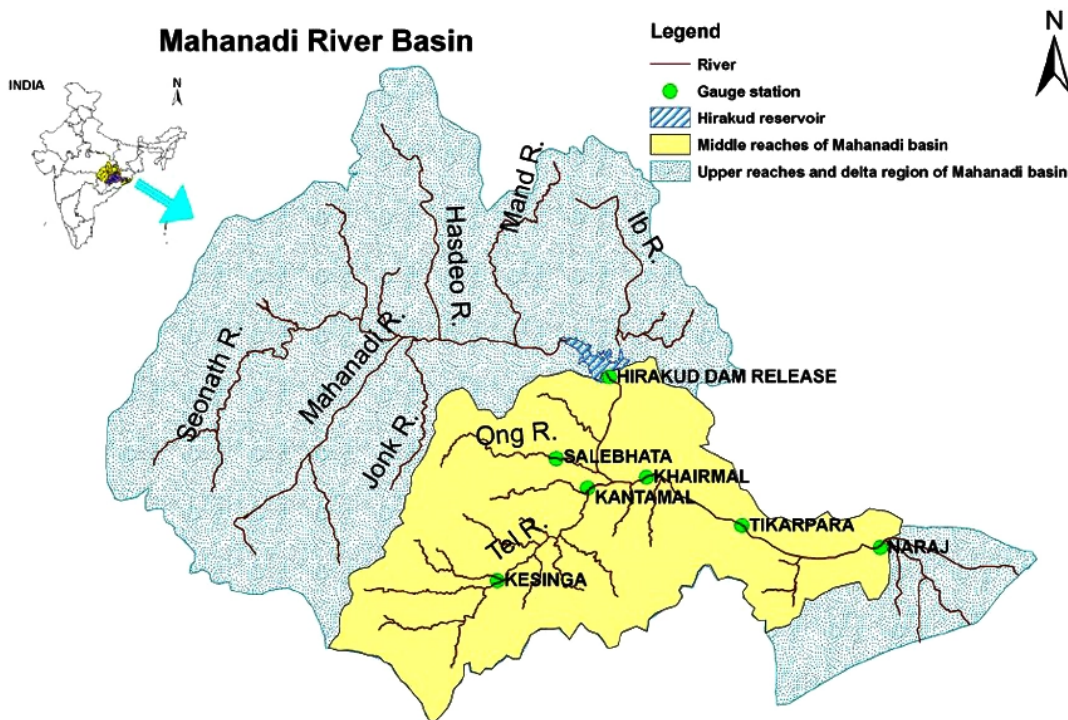 Mahanadi River Basin
INDIA
N
Legend
River
Gauge station
Hirakud reservoir
Middle reaches of Mahanadi basin
Upper reaches and delta region of Mahanadi basin
N
Hasdeo R.
Mand R.
Ib R.
Seonath R.
Mahanadi R.
Jonk R.
HIRAKUD DAM RELEASE
Ong R.
SALEBHATA
KHAIRMAL
KANTAMAL
TIKARPARA
Tel R.
NARAJ
KESINGA